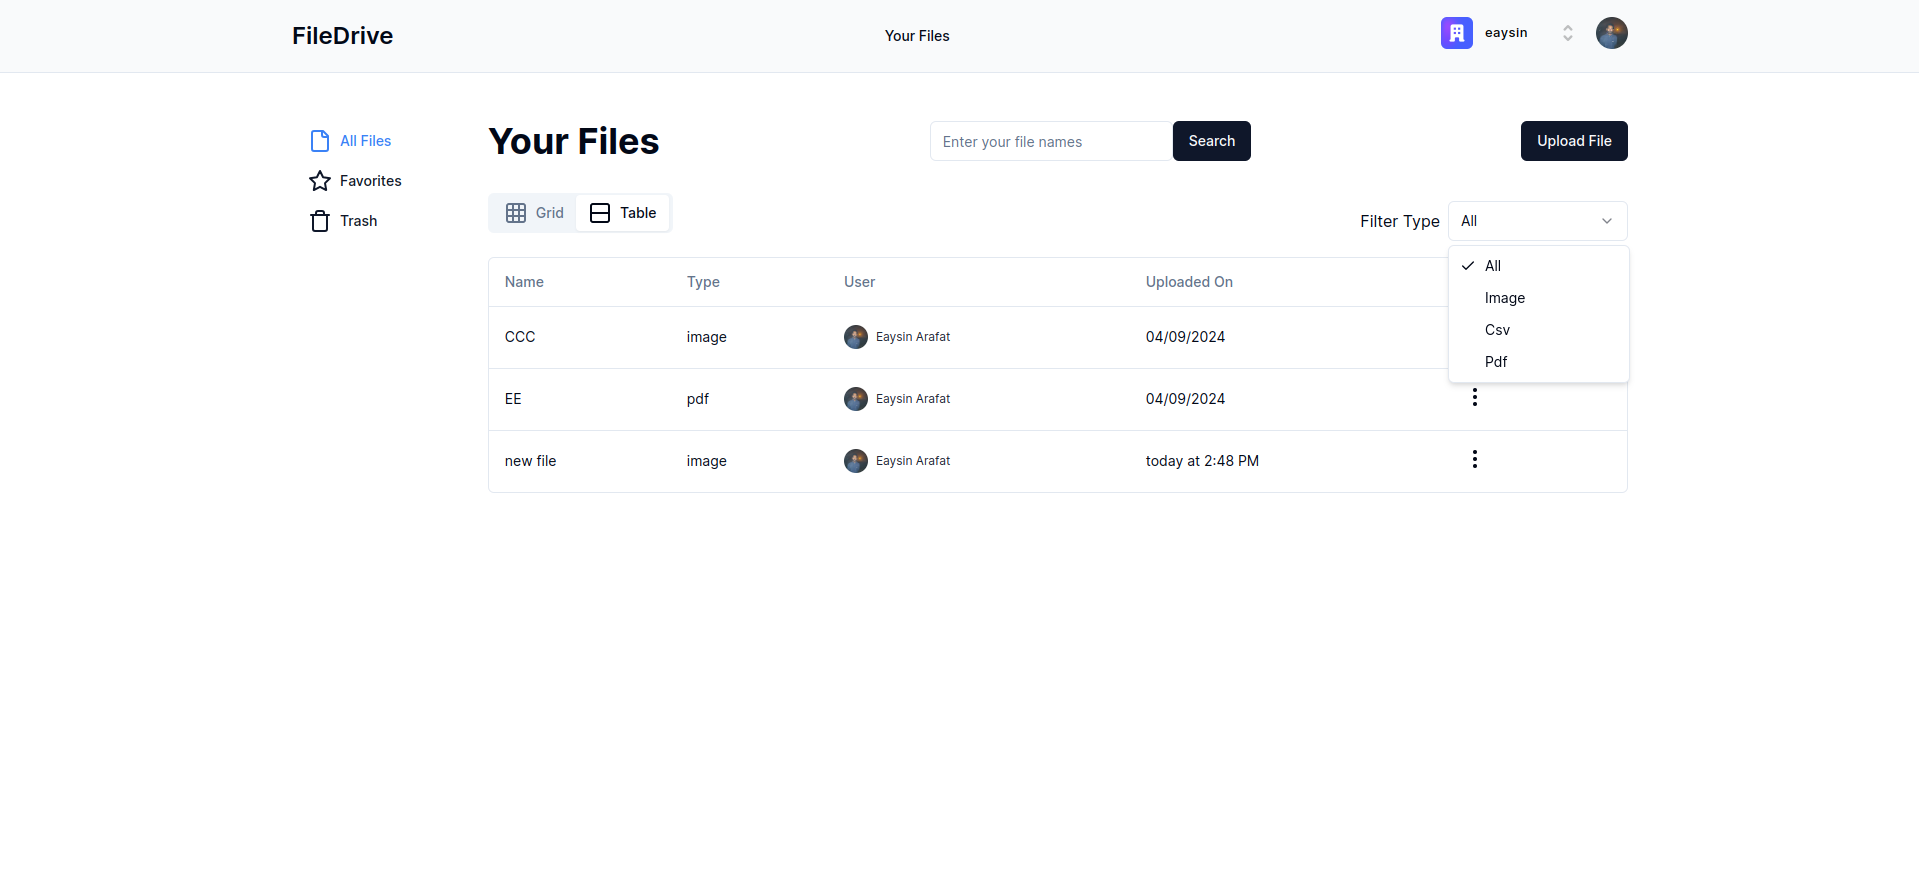 FileDrive
Your Files
eaysin
All Files
Favorites
Trash
Your Files
Enter your file names
Search
Upload File
Grid
Table
Filter Type
All
All
Image
Csv
Pdf
Name Type User Uploaded On
CCC image Eaysin Arafat 04/09/2024
EE pdf Eaysin Arafat 04/09/2024
new file image Eaysin Arafat today at 2:48 PM